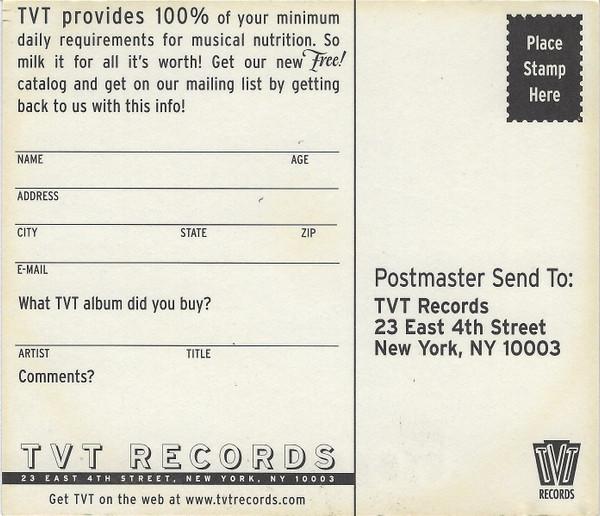 TVT provides 100% of your minimum
daily requirements for musical nutrition. So
milk it for all it's worth! Get our new Free!
catalog and get on our mailing list by getting
back to us with this info!
NAME AGE
ADDRESS
CITY STATE ZIP
E-MAIL
What TVT album did you buy?
ARTIST TITLE
Comments?
TVT RECORDS
23 EAST 4TH STREET, NEW YORK, NY 10003
Get TVT on the web at www.tvtrecords.com
Place
Stamp
Here
Postmaster Send To:
TVT Records
23 East 4th Street
New York, NY 10003
TVT
RECORDS